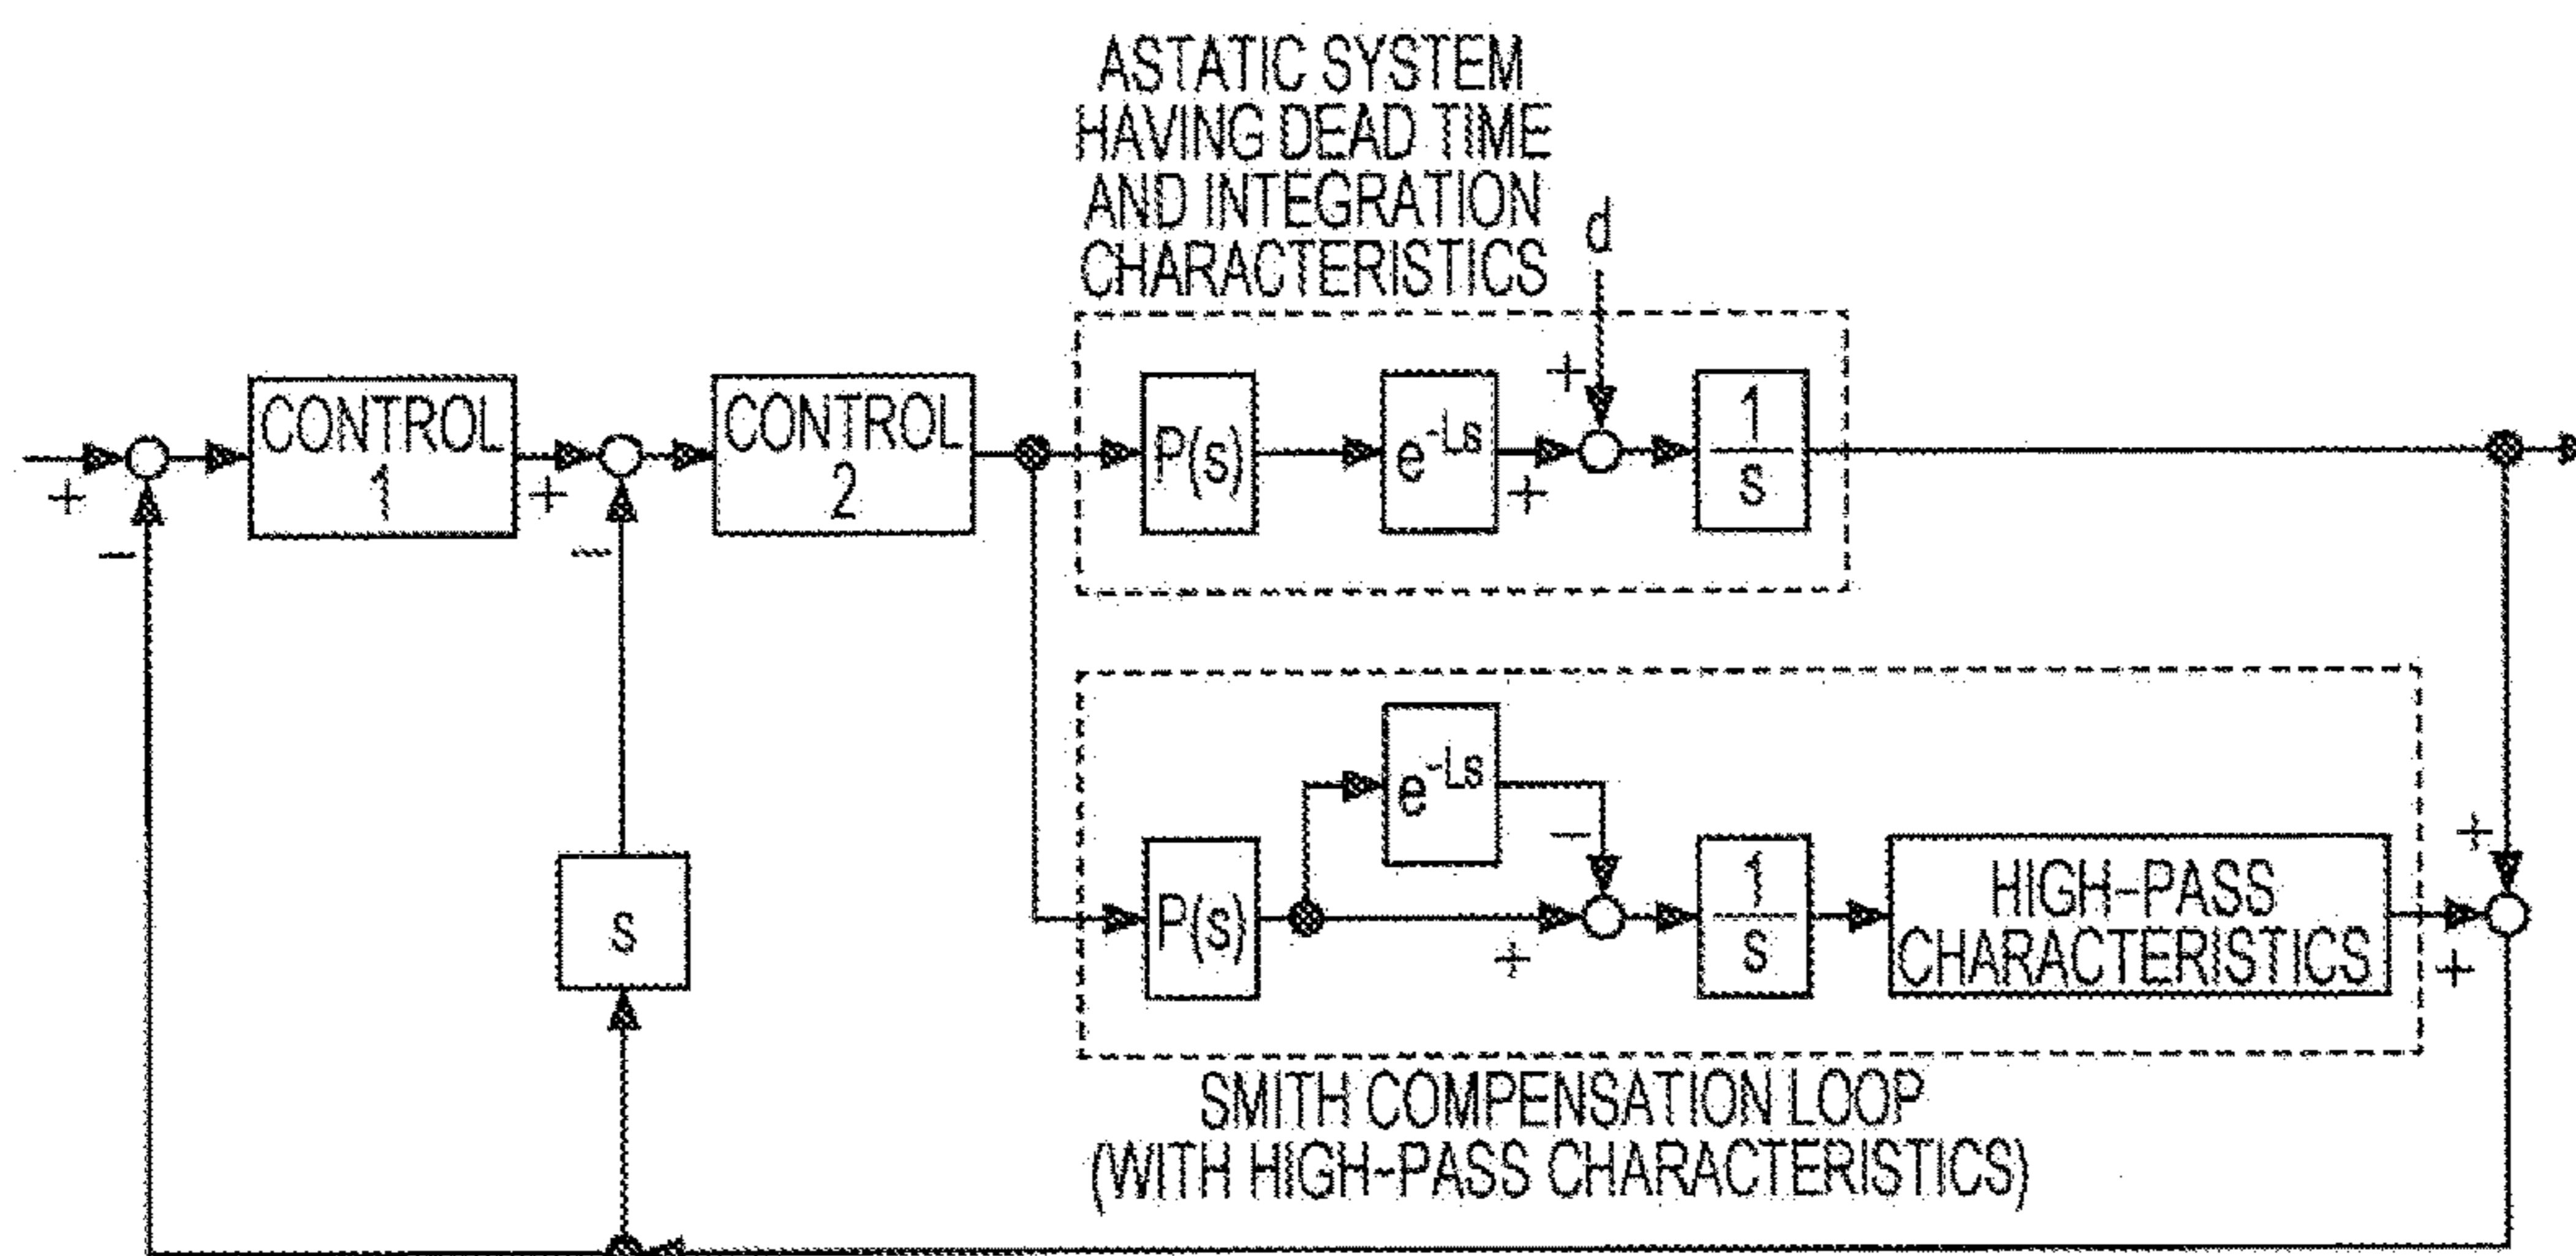 ASTATIC SYSTEM
HAVING DEAD TIME
AND INTEGRATION
CHARACTERISTICS
d
+
CONTROL
1
CONTROL
2
P(s)
e^-Ls
1
s
+
−
+
−
+
s
P(s)
e^-Ls
−
+
1
s
HIGH-PASS
CHARACTERISTICS
+
+
SMITH COMPENSATION LOOP
(WITH HIGH-PASS CHARACTERISTICS)